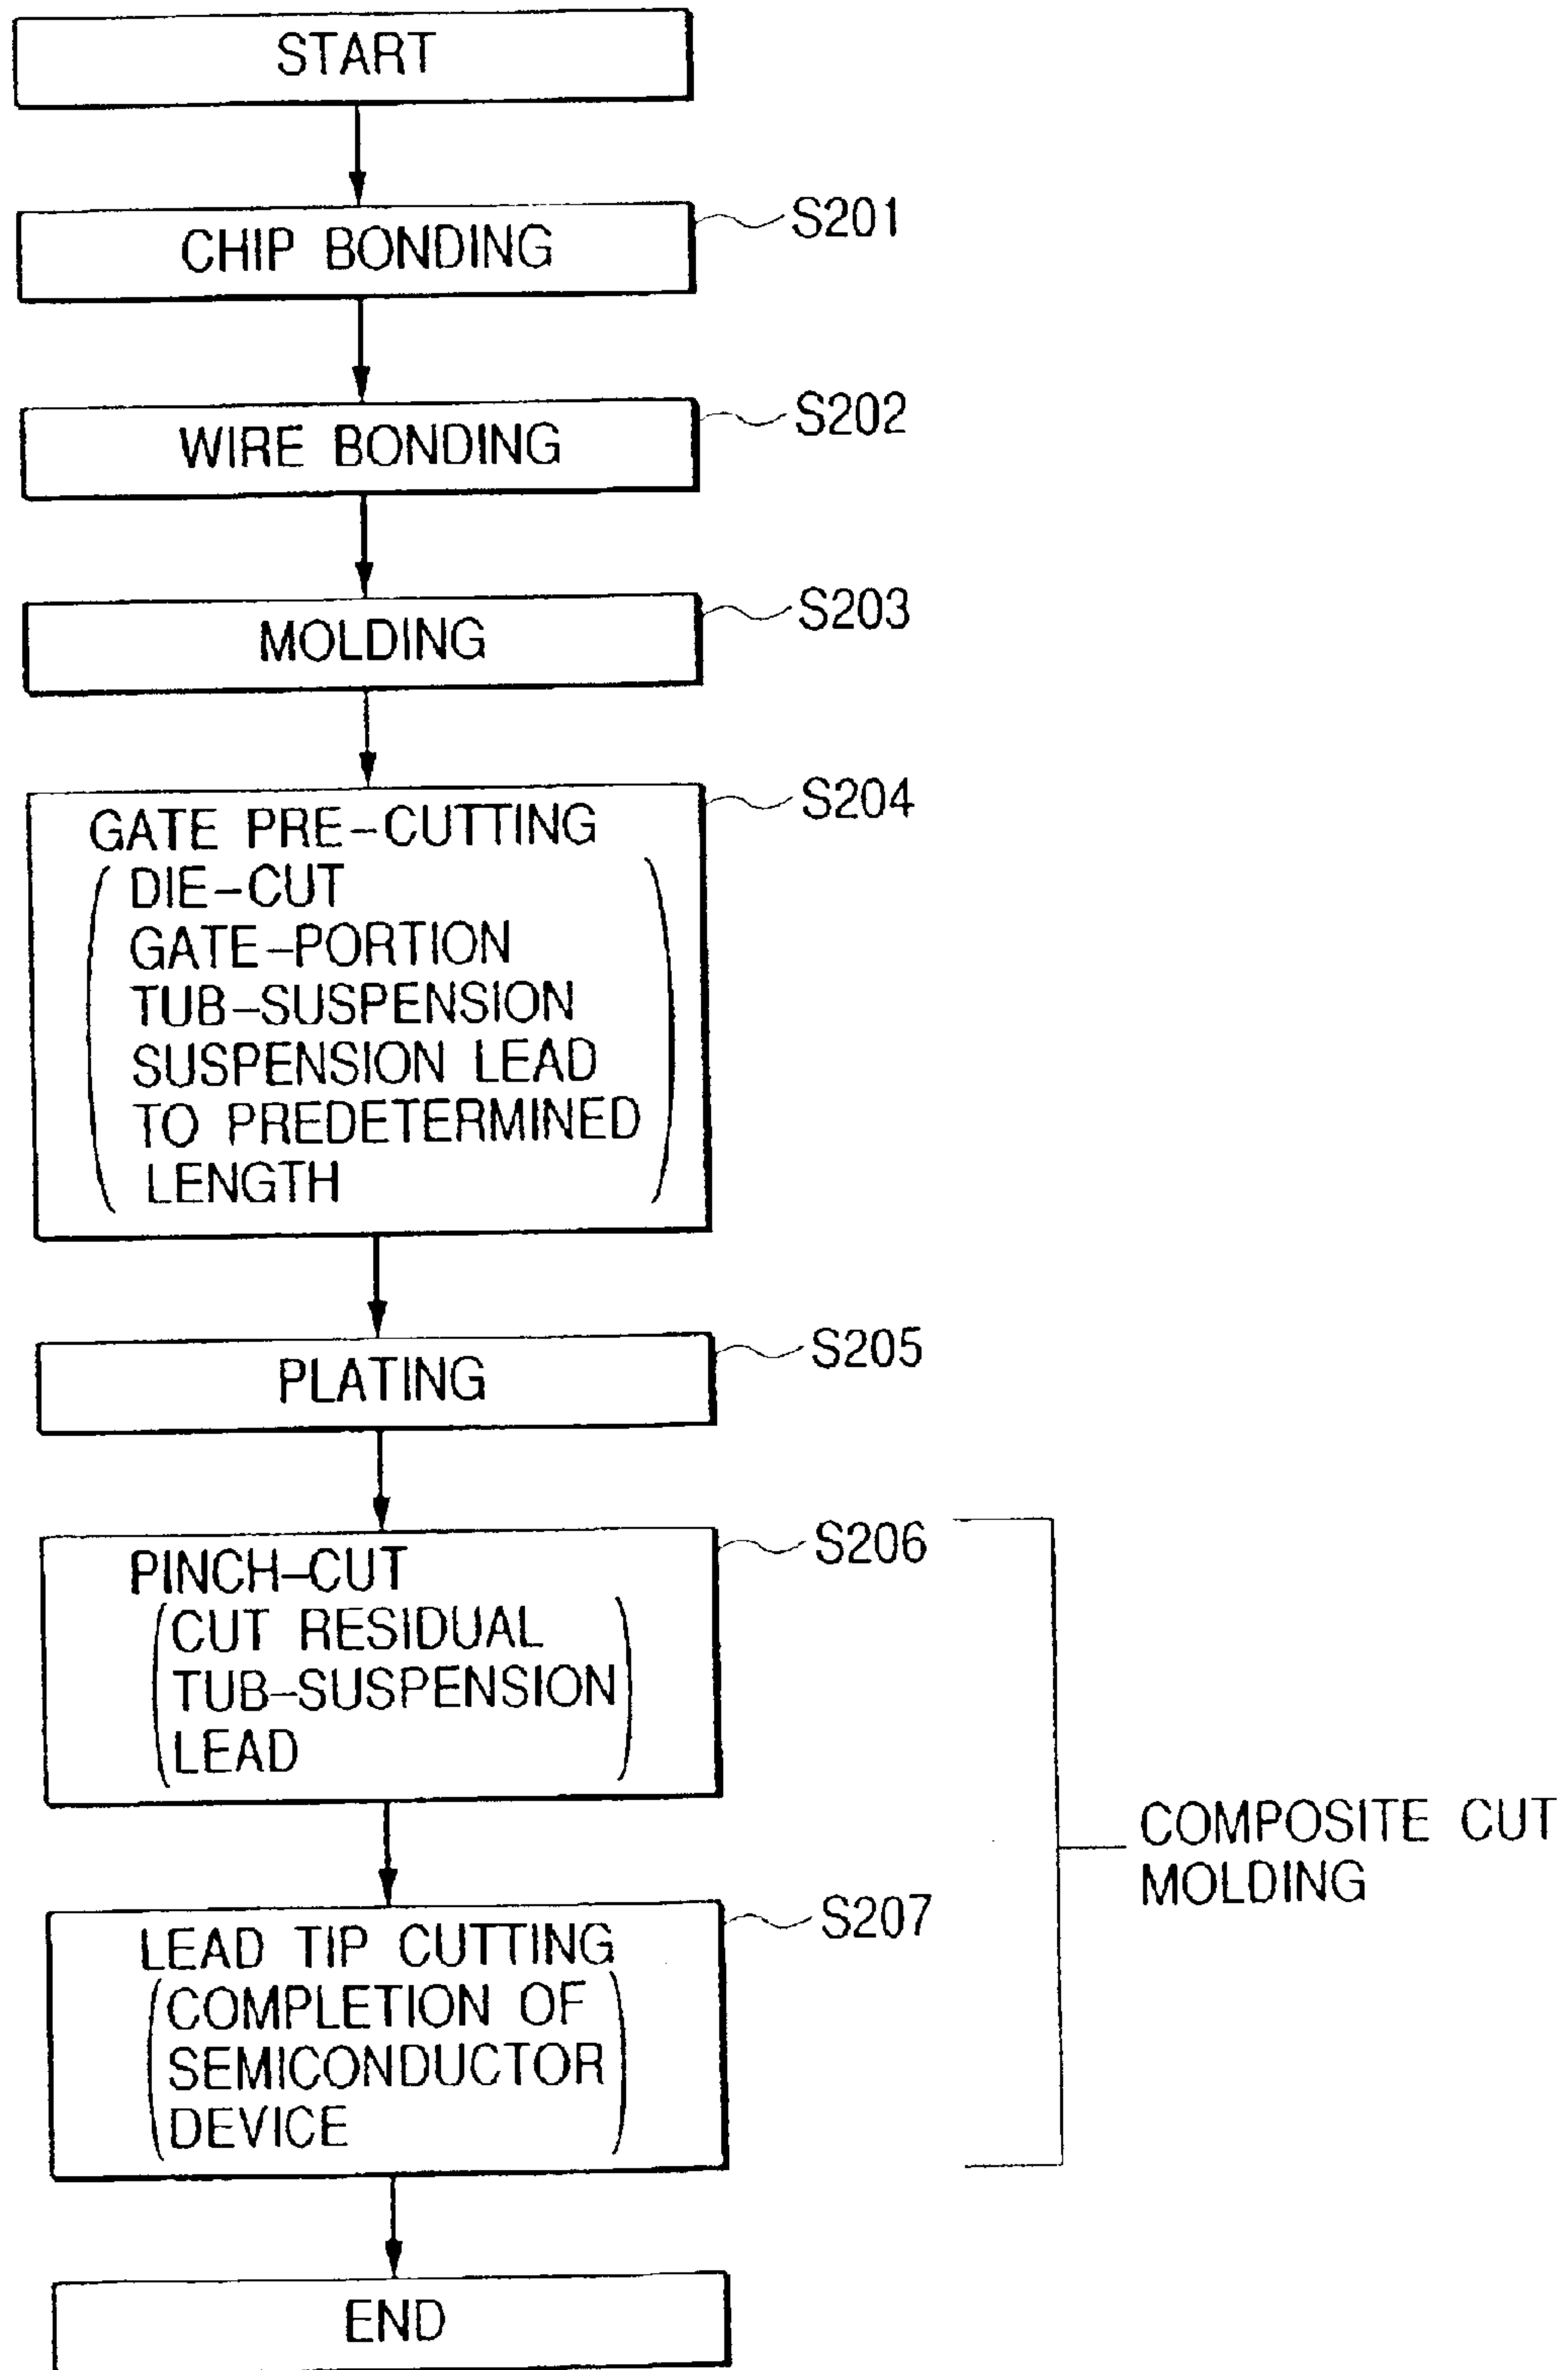 START
CHIP BONDING
S201
WIRE BONDING
S202
MOLDING
S203
GATE PRE-CUTTING
S204
DIE-CUT
GATE-PORTION
TUB-SUSPENSION
SUSPENSION LEAD
TO PREDETERMINED
LENGTH
PLATING
S205
PINCH-CUT
S206
CUT RESIDUAL
TUB-SUSPENSION
LEAD
COMPOSITE CUT
MOLDING
LEAD TIP CUTTING
S207
COMPLETION OF
SEMICONDUCTOR
DEVICE
END